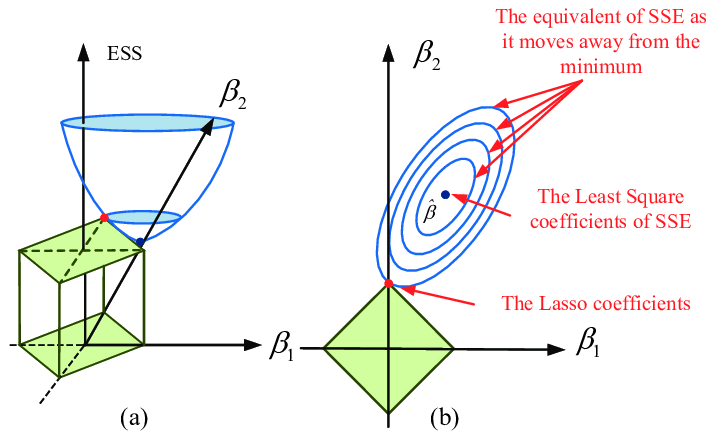 ESS
β₂
β₁
(a)
The equivalent of SSE as
it moves away from the
minimum
β₂
β̂
The Least Square
coefficients of SSE
The Lasso coefficients
β₁
(b)